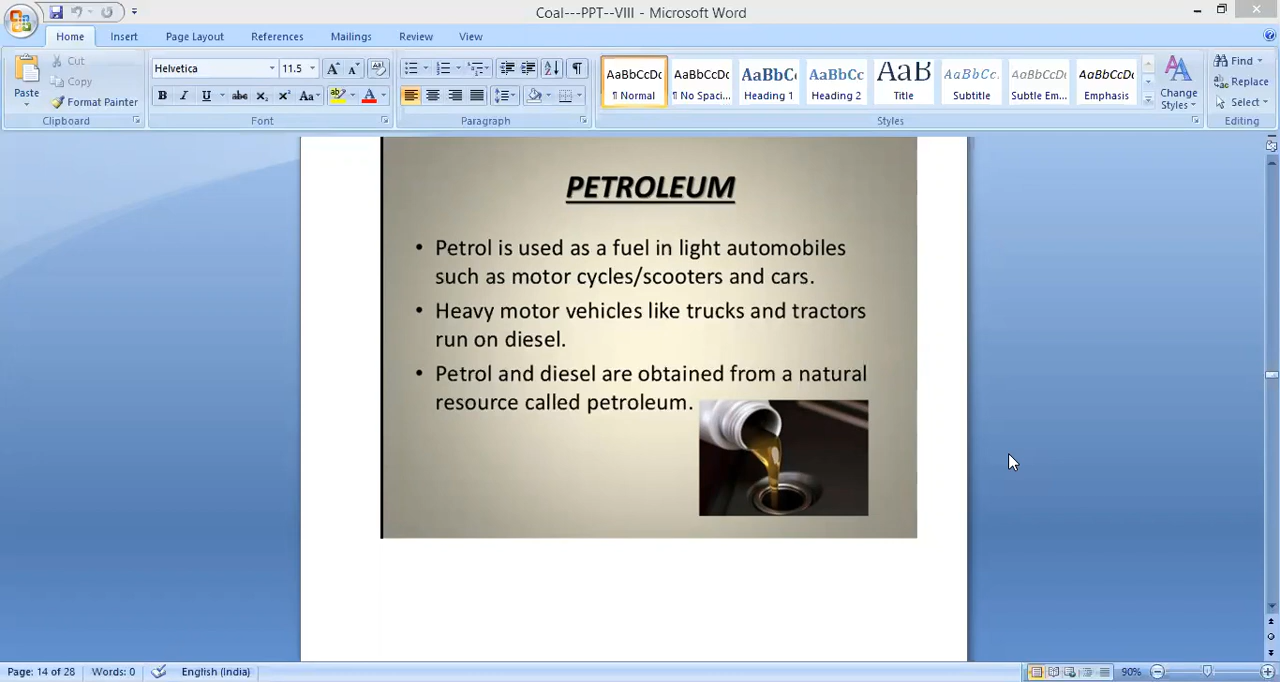 Coal---PPT--VIII - Microsoft Word
Home Insert Page Layout References Mailings Review View
Paste
Cut
Copy
Format Painter
Clipboard
Helvetica 11.5
B I U abc X₂ X² Aa
Font
Paragraph
AaBbCcDc AaBbCcDc AaBbC AaBbCc AaB AaBbCc. AaBbCcDc AaBbCcDc
¶ Normal ¶ No Spaci... Heading 1 Heading 2 Title Subtitle Subtle Em... Emphasis
Change Styles
Styles
Find
Replace
Select
Editing
PETROLEUM
• Petrol is used as a fuel in light automobiles
such as motor cycles/scooters and cars.
• Heavy motor vehicles like trucks and tractors
run on diesel.
• Petrol and diesel are obtained from a natural
resource called petroleum.
Page: 14 of 28 Words: 0 English (India) 90%